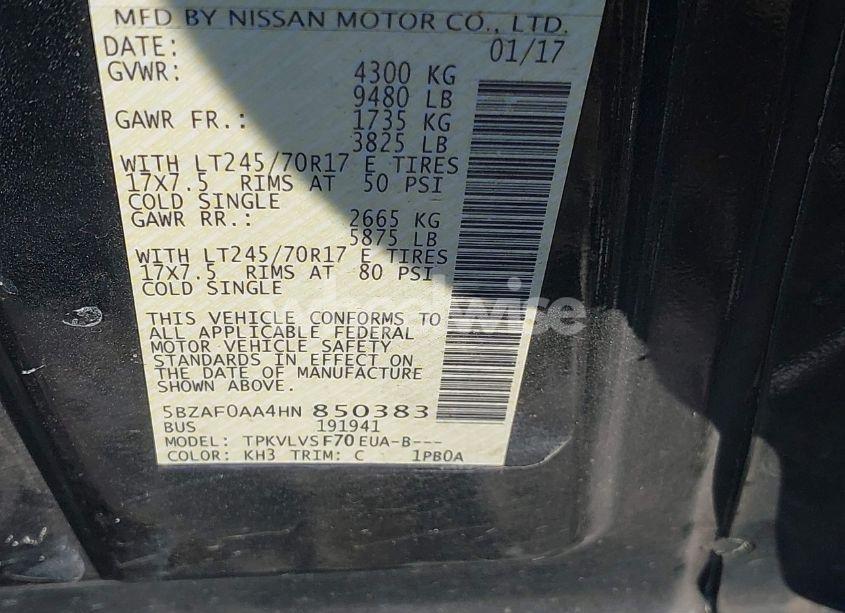 MFD BY NISSAN MOTOR CO., LTD.
DATE: 01/17
GVWR: 4300 KG
9480 LB
GAWR FR.: 1735 KG
3825 LB
WITH LT245/70R17 E TIRES
17X7.5 RIMS AT 50 PSI
COLD SINGLE
GAWR RR.: 2665 KG
5875 LB
WITH LT245/70R17 E TIRES
17X7.5 RIMS AT 80 PSI
COLD SINGLE
THIS VEHICLE CONFORMS TO
ALL APPLICABLE FEDERAL
MOTOR VEHICLE SAFETY
STANDARDS IN EFFECT ON
THE DATE OF MANUFACTURE
SHOWN ABOVE.
5BZAF0AA4HN 850383
BUS 191941
MODEL: TPKVLVS F70 EUA-B---
COLOR: KH3 TRIM: C 1PB0A